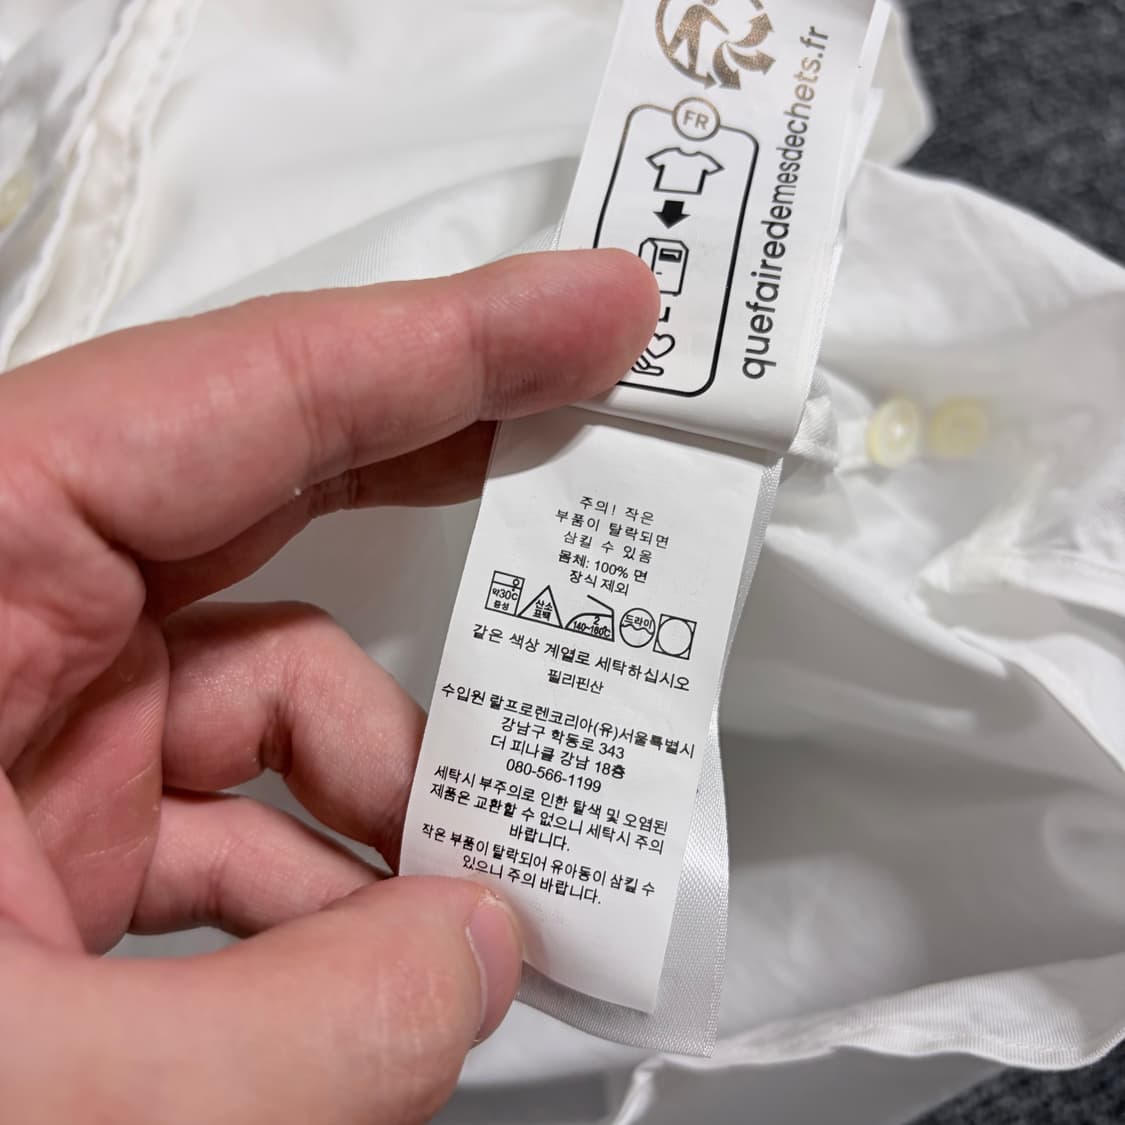 FR
quefairedemesdechets.fr
주의! 작은
부품이 탈락되면
삼킬 수 있음
몸체: 100% 면
장식 제외
약30℃
중성
산소
표백
2
140~160℃
드라이
같은 색상 계열로 세탁하십시오
필리핀산
수입원 랄프로렌코리아(유)서울특별시
강남구 학동로 343
더 피나클 강남 18층
080-566-1199
세탁시 부주의로 인한 탈색 및 오염된
제품은 교환할 수 없으니 세탁시 주의
바랍니다.
작은 부품이 탈락되어 유아동이 삼킬 수
있으니 주의 바랍니다.